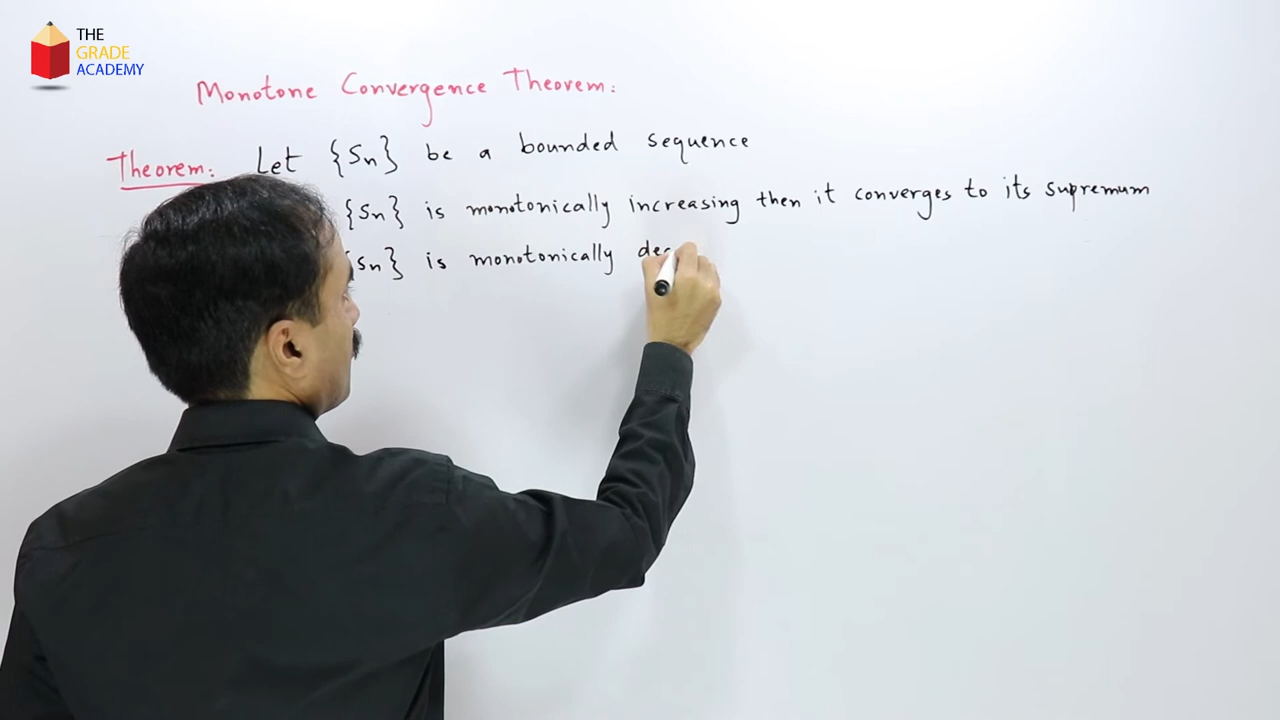 THE
GRADE
ACADEMY
Monotone Convergence Theorem:
Theorem: Let {Sn} be a bounded sequence
{Sn} is monotonically increasing then it converges to its supremum
Sn} is monotonically dec